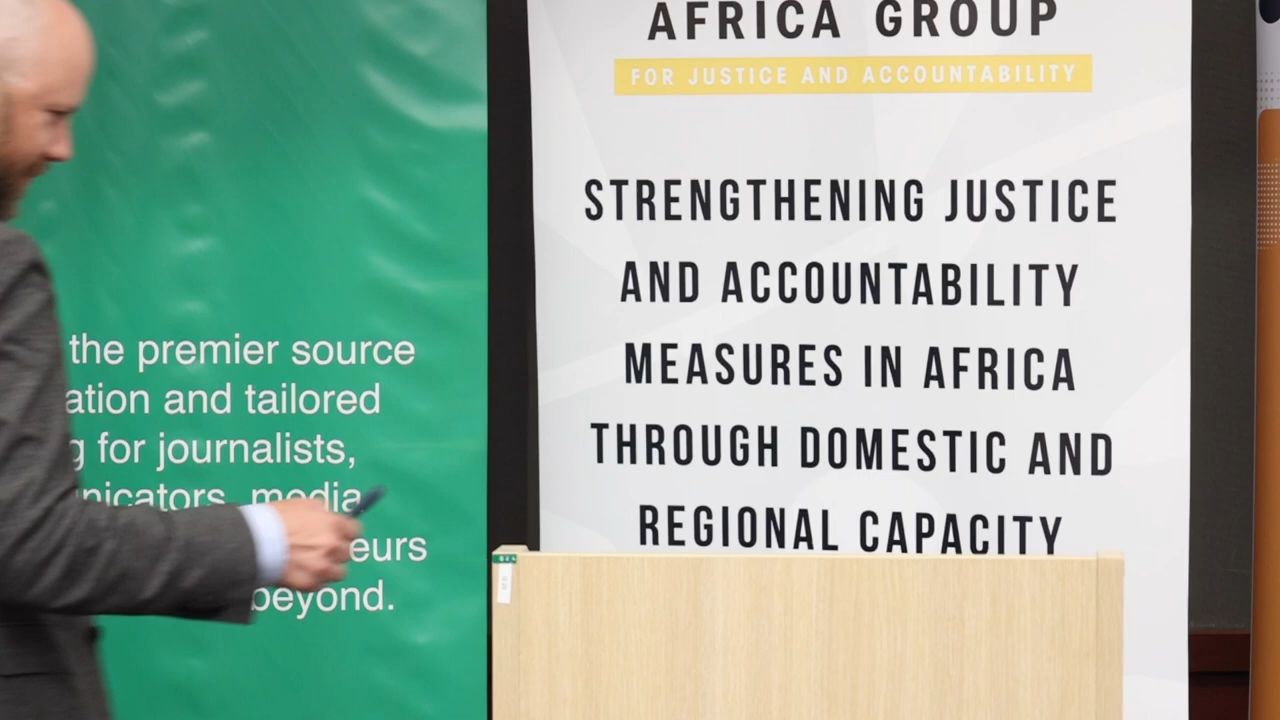 the premier source
and tailored
for journalists,
media
beyond.
AFRICA GROUP
FOR JUSTICE AND ACCOUNTABILITY
STRENGTHENING JUSTICE
AND ACCOUNTABILITY
MEASURES IN AFRICA
THROUGH DOMESTIC AND
REGIONAL CAPACITY